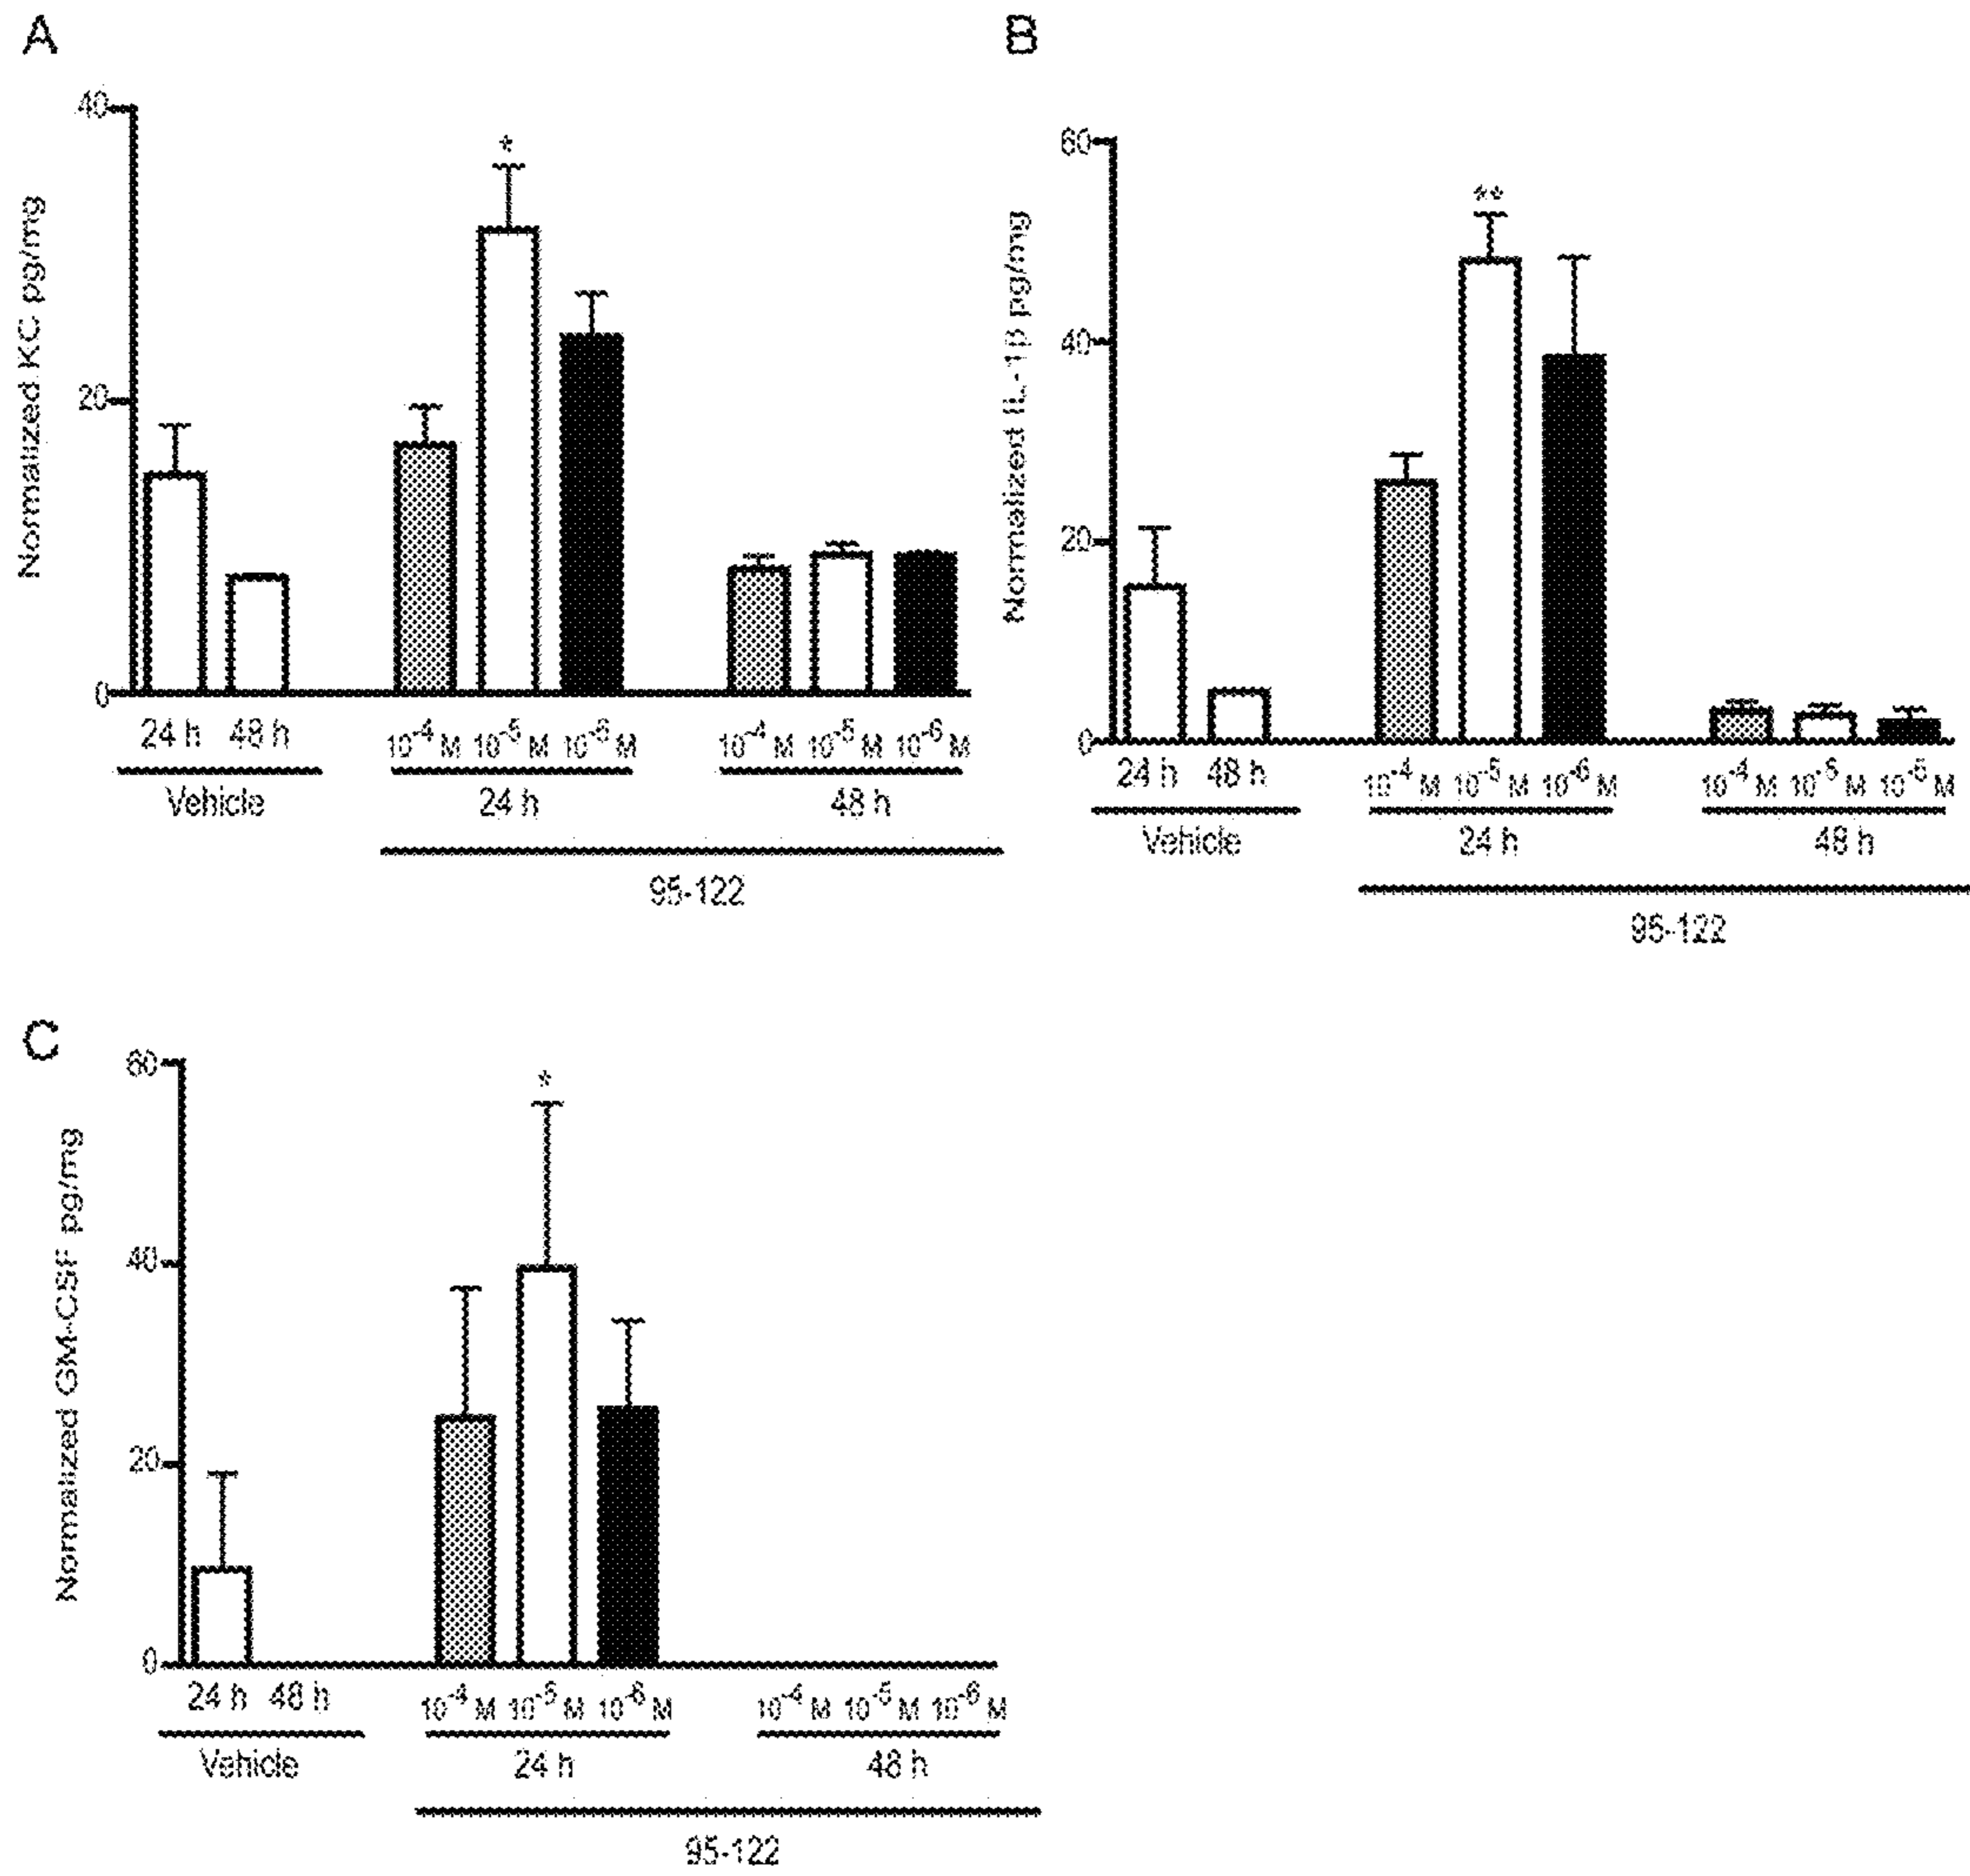 A
Normalized KC pg/mg
40
20
0
*
24 h 48 h
10-4 M 10-5 M 10-6 M
10-4 M 10-5 M 10-6 M
Vehicle
24 h
48 h
95-122
B
Normalized IL-1β pg/mg
60
40
20
0
**
24 h 48 h
10-4 M 10-5 M 10-6 M
10-4 M 10-5 M 10-6 M
Vehicle
24 h
48 h
95-122
C
Normalized GM-CSF pg/mg
60
40
20
0
*
24 h 48 h
10-4 M 10-5 M 10-6 M
10-4 M 10-5 M 10-6 M
Vehicle
24 h
48 h
95-122